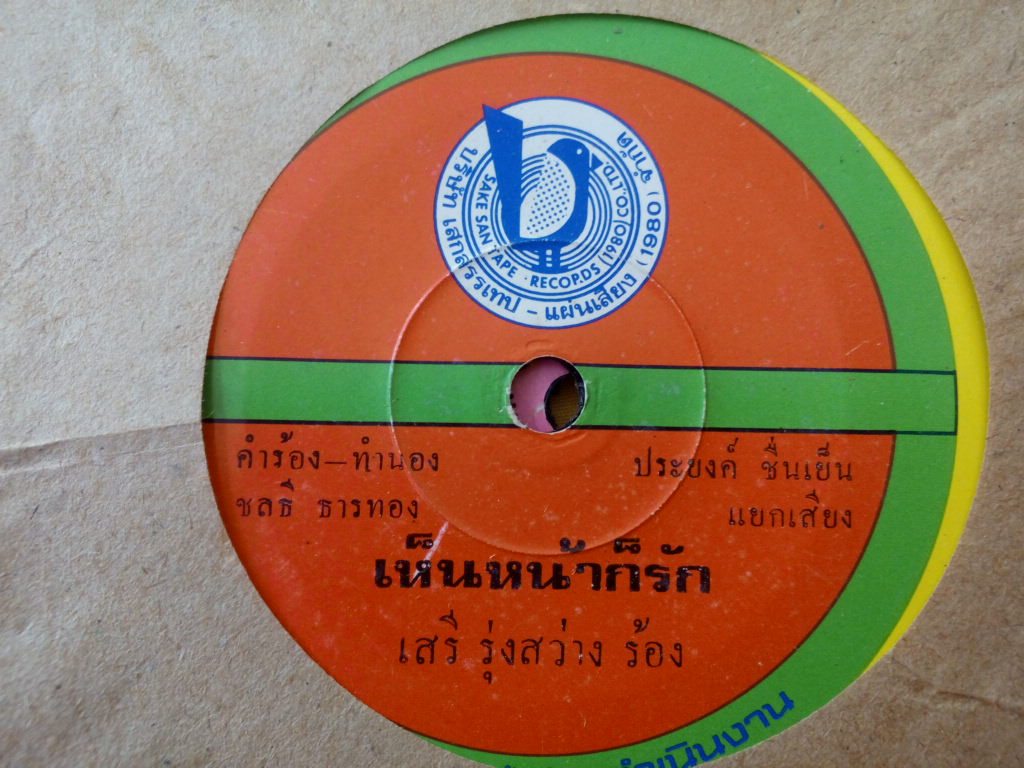 บริษัท เสกสรรเทป - แผ่นเสียง (1980) จำกัด
SAKE SAN TAPE . RECOPDS (1980) CO.LTD.
คำร้อง-ทำนอง
ชลธี ธารทอง
ประยงค์ ชื่นเย็น
แยกเสียง
เห็นหน้าก็รัก
เสรี รุ่งสว่าง ร้อง